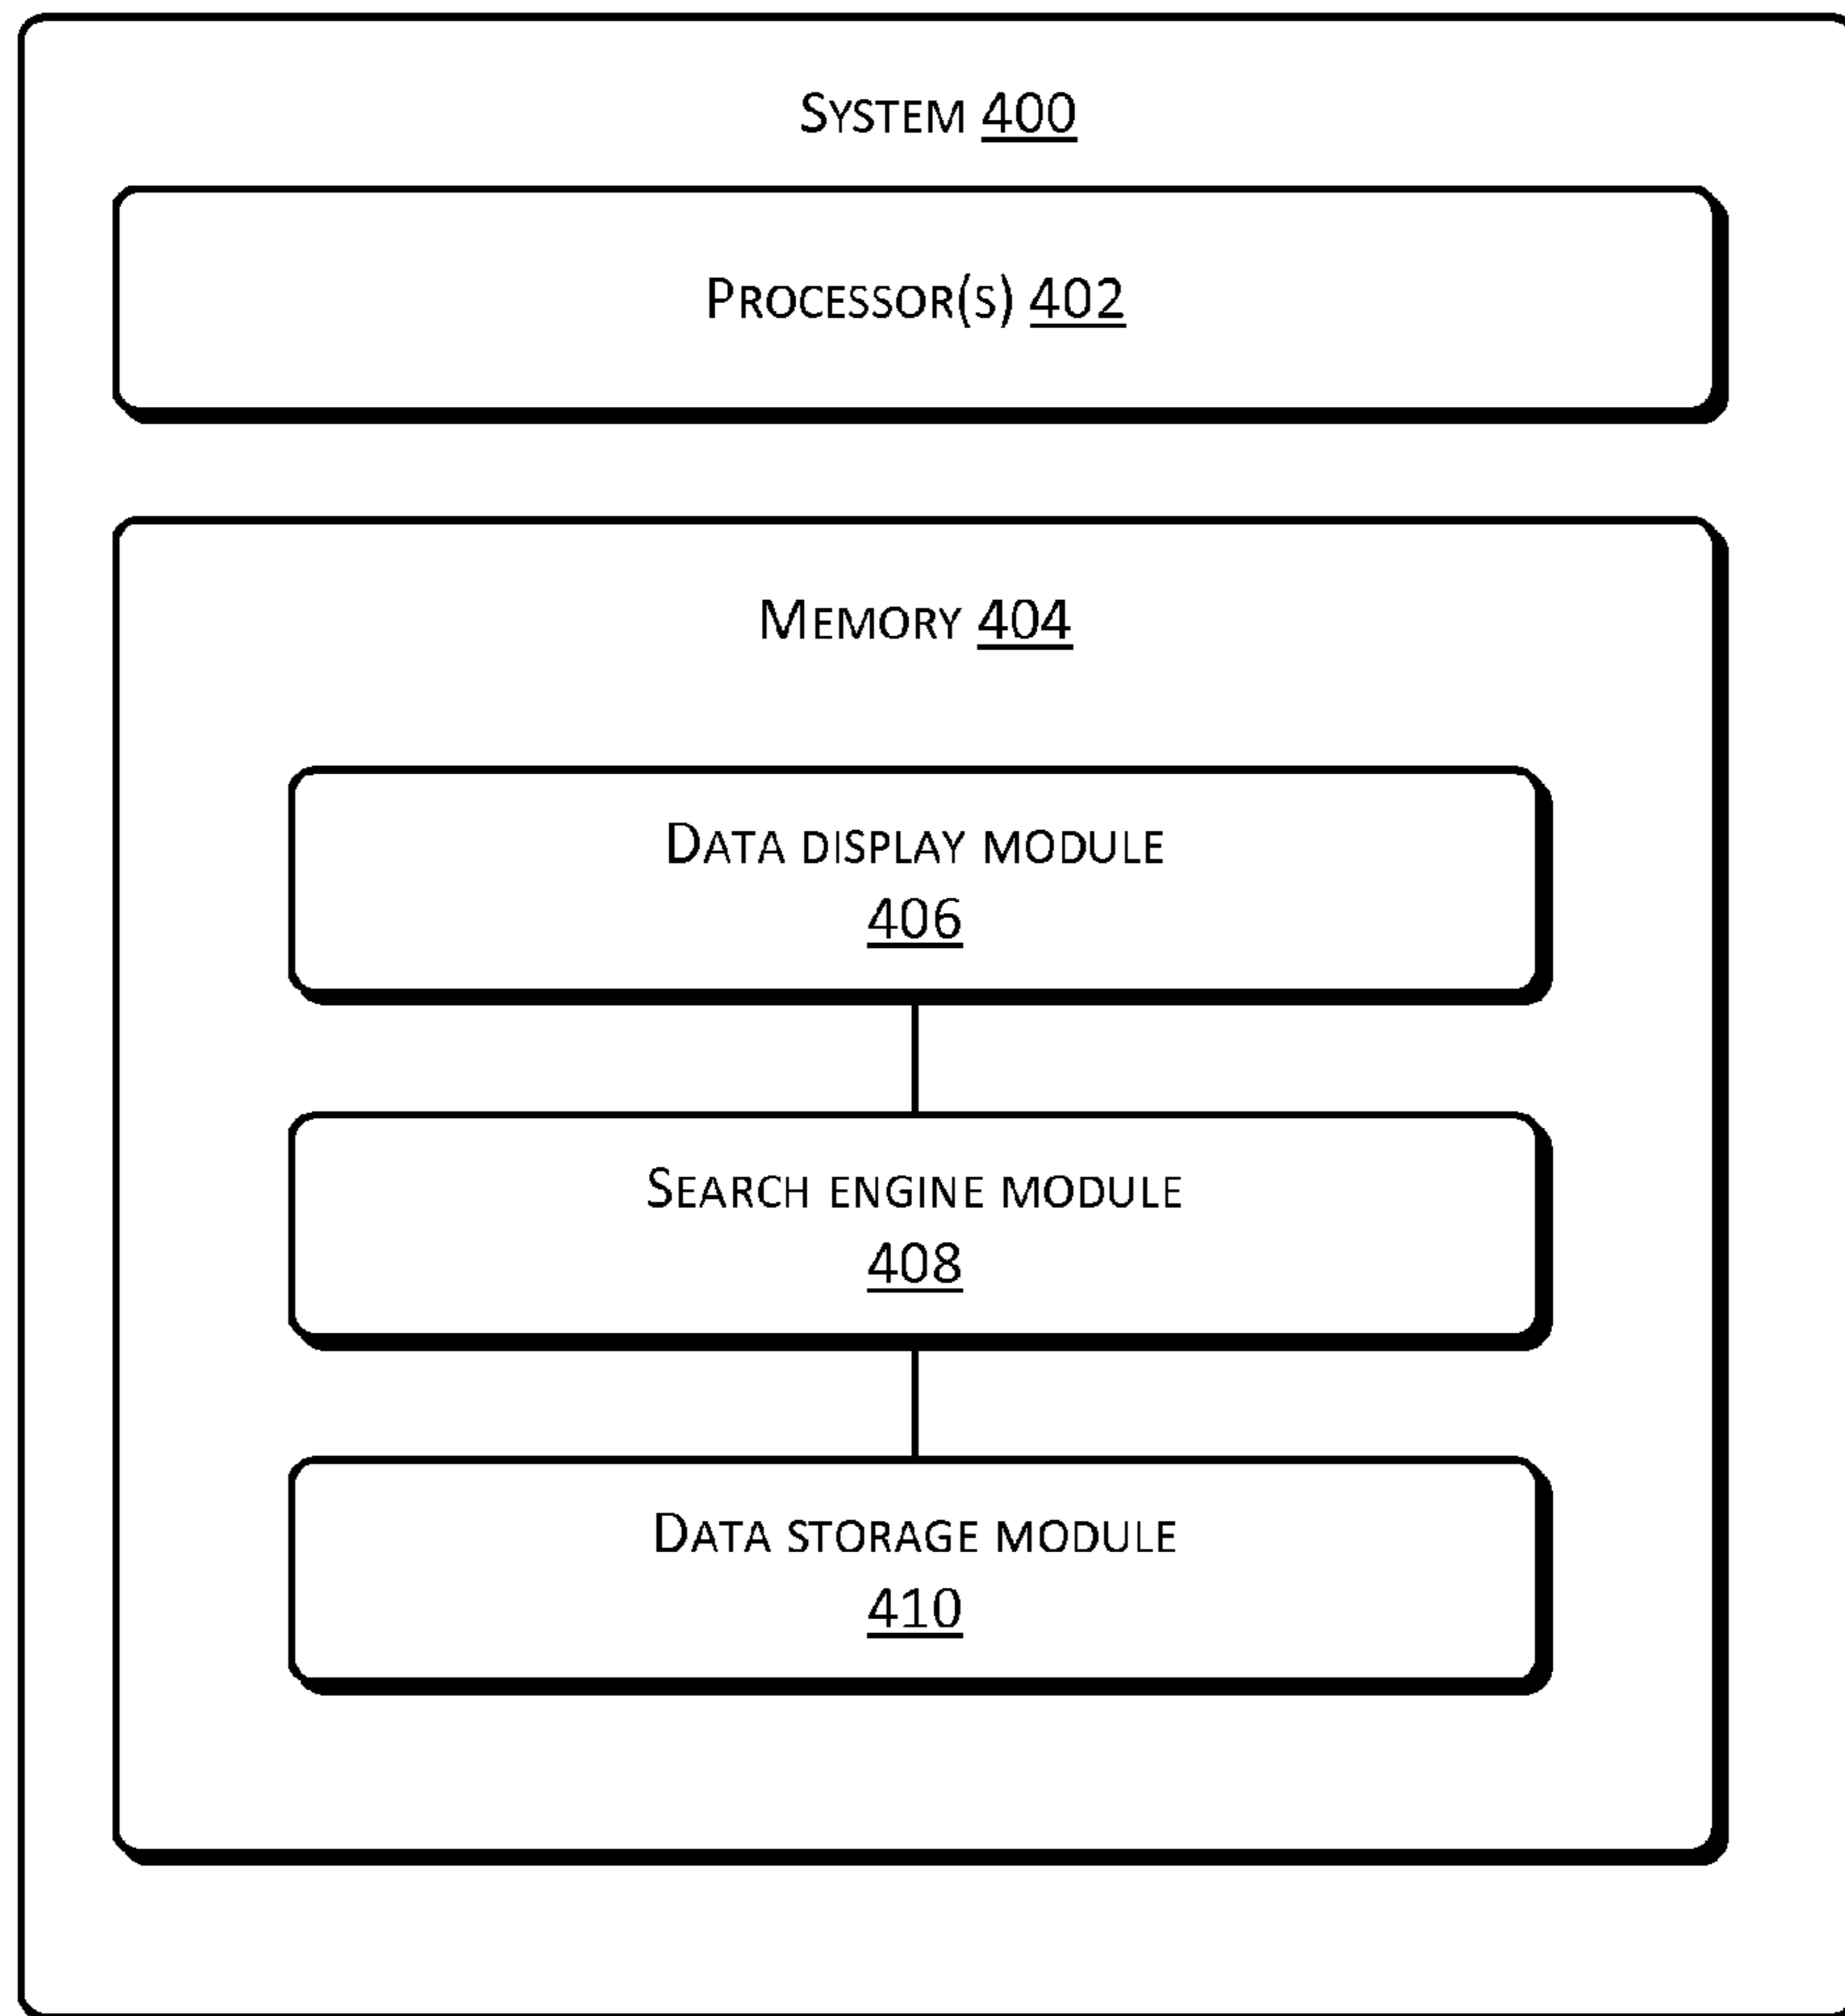 SYSTEM 400
PROCESSOR(S) 402
MEMORY 404
DATA DISPLAY MODULE
406
SEARCH ENGINE MODULE
408
DATA STORAGE MODULE
410